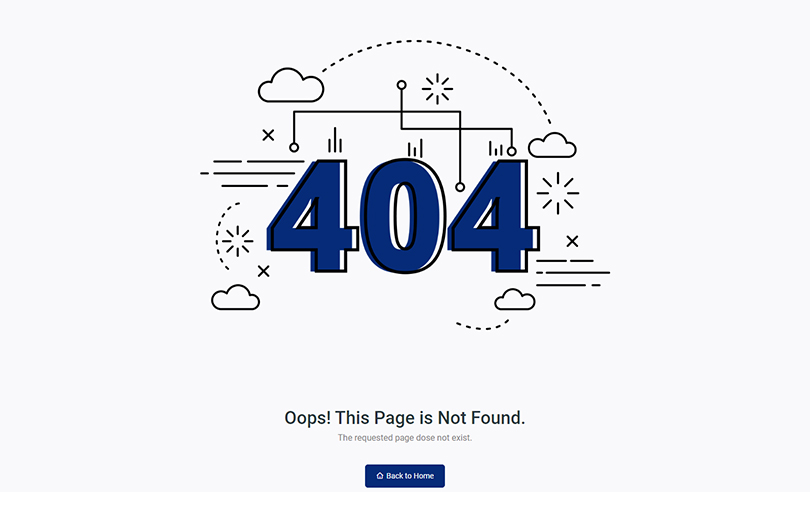 404
Oops! This Page is Not Found.
The requested page dose not exist.
Back to Home